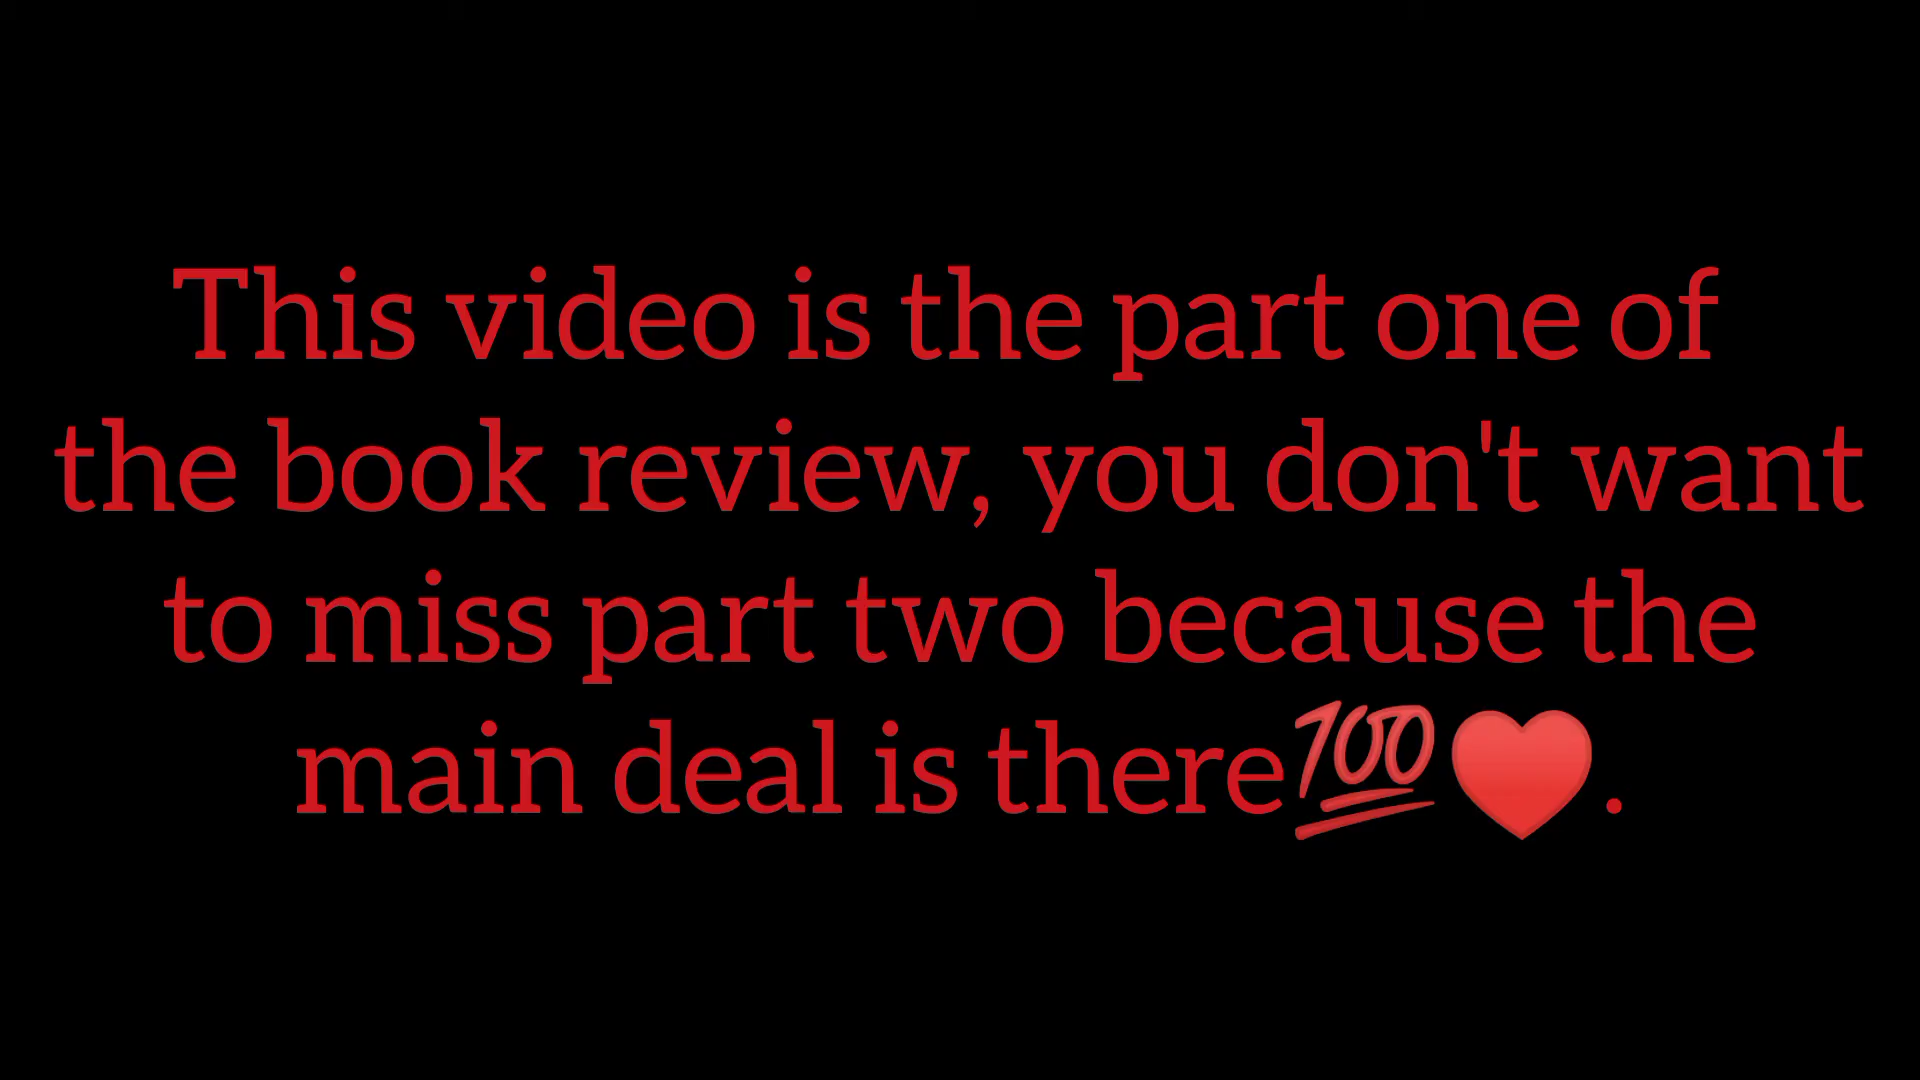 This video is the part one of
the book review, you don't want
to miss part two because the
main deal is there💯❤️.